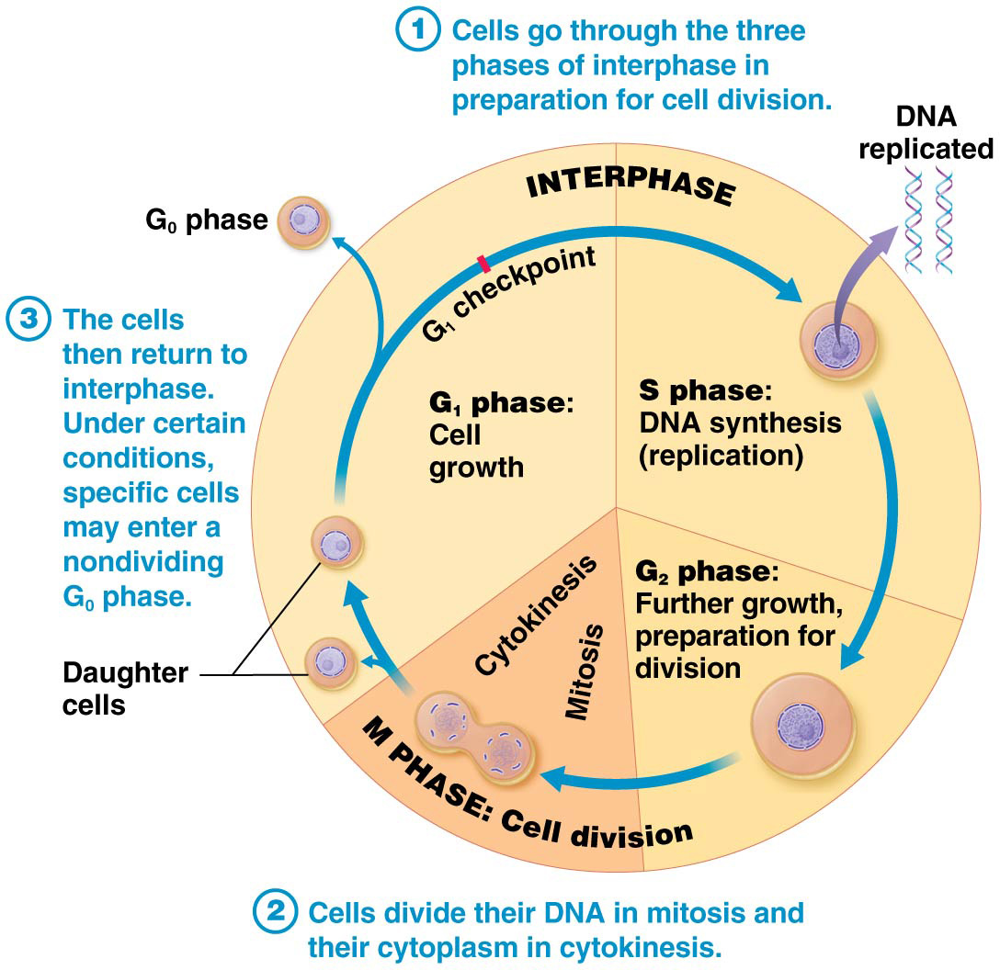 1 Cells go through the three
phases of interphase in
preparation for cell division.
DNA
replicated
INTERPHASE
G₀ phase
G₁ checkpoint
3 The cells
then return to
interphase.
Under certain
conditions,
specific cells
may enter a
nondividing
G₀ phase.
G₁ phase:
Cell
growth
S phase:
DNA synthesis
(replication)
G₂ phase:
Further growth,
preparation for
division
Cytokinesis
Mitosis
Daughter
cells
M PHASE: Cell division
2 Cells divide their DNA in mitosis and
their cytoplasm in cytokinesis.